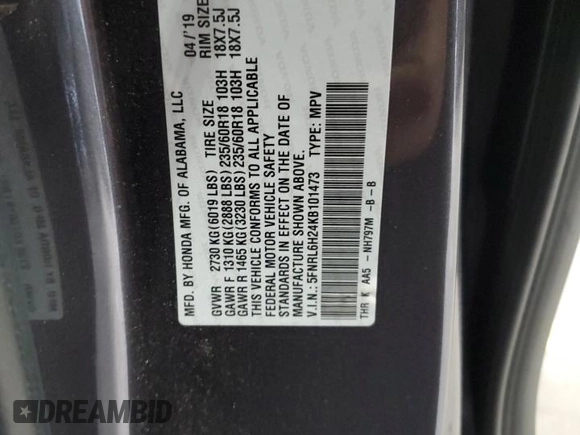 MFD. BY HONDA MFG. OF ALABAMA, LLC 04/'19
TIRE SIZE RIM SIZE
GVWR 2730 KG(6019 LBS)
GAWR F 1310 KG(2888 LBS) 235/60R18 103H 18X7.5J
GAWR R 1465 KG(3230 LBS) 235/60R18 103H 18X7.5J
THIS VEHICLE CONFORMS TO ALL APPLICABLE
FEDERAL MOTOR VEHICLE SAFETY
STANDARDS IN EFFECT ON THE DATE OF
MANUFACTURE SHOWN ABOVE.
V.I.N.: 5FNRL6H24KB101473 TYPE: MPV
THR K AA5 -NH797M -B -B
DREAMBID